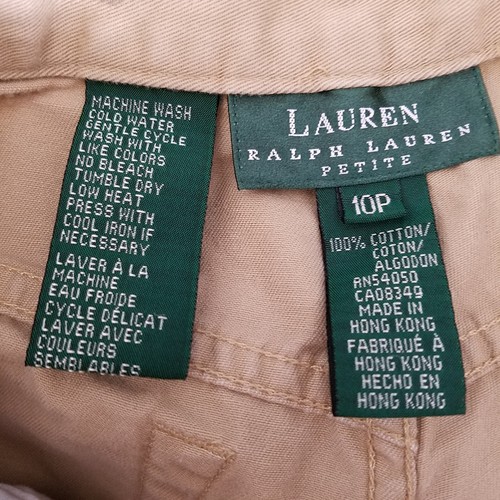 MACHINE WASH
COLD WATER
GENTLE CYCLE
WASH WITH
LIKE COLORS
NO BLEACH
TUMBLE DRY
LOW HEAT
PRESS WITH
COOL IRON IF
NECESSARY
LAVER À LA
MACHINE
EAU FROIDE
CYCLE DÉLICAT
LAVER AVEC
COULEURS
SEMBLABLES
LAUREN
RALPH LAUREN
PETITE
10P
100% COTTON/
COTON/
ALGODON
RN54050
CA08349
MADE IN
HONG KONG
FABRIQUÉ À
HONG KONG
HECHO EN
HONG KONG